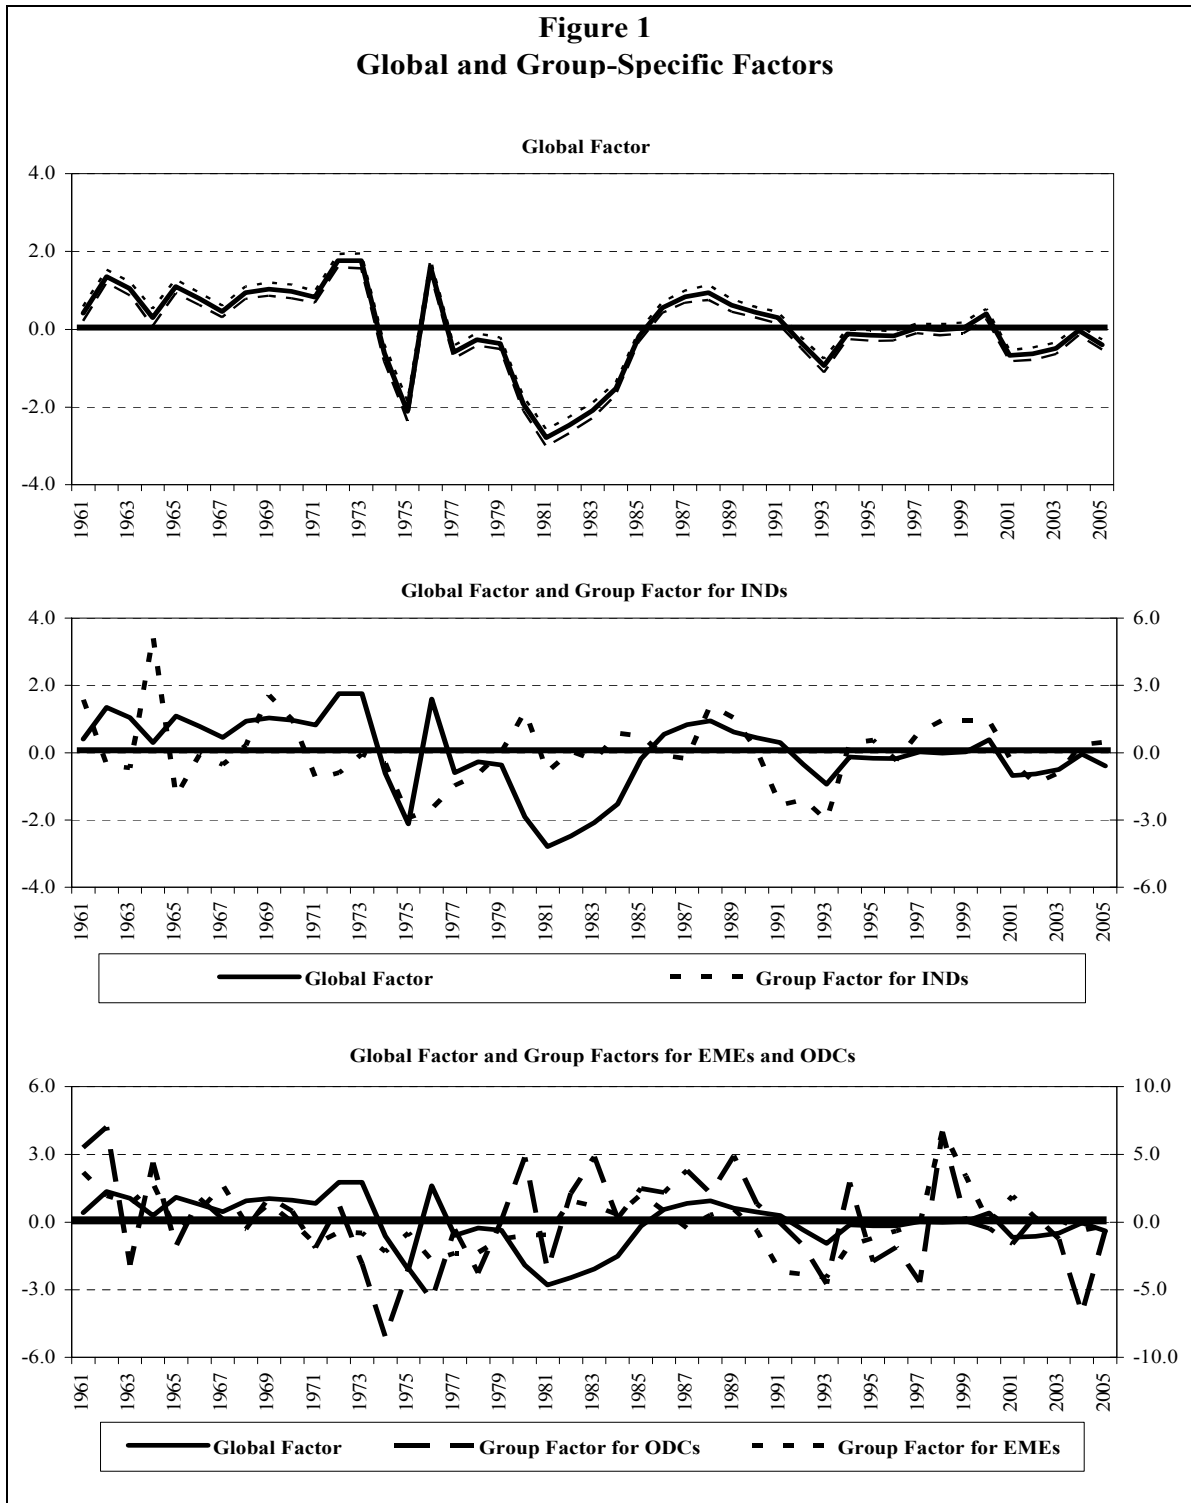 Figure 1
Global and Group-Specific Factors
Global Factor
4.0
2.0
0.0
-2.0
-4.0
1961 1963 1965 1967 1969 1971 1973 1975 1977 1979 1981 1983 1985 1987 1989 1991 1993 1995 1997 1999 2001 2003 2005
Global Factor and Group Factor for INDs
4.0 6.0
2.0 3.0
0.0 0.0
-2.0 -3.0
-4.0 -6.0
1961 1963 1965 1967 1969 1971 1973 1975 1977 1979 1981 1983 1985 1987 1989 1991 1993 1995 1997 1999 2001 2003 2005
Global Factor Group Factor for INDs
Global Factor and Group Factors for EMEs and ODCs
6.0 10.0
3.0 5.0
0.0 0.0
-3.0 -5.0
-6.0 -10.0
1961 1963 1965 1967 1969 1971 1973 1975 1977 1979 1981 1983 1985 1987 1989 1991 1993 1995 1997 1999 2001 2003 2005
Global Factor Group Factor for ODCs Group Factor for EMEs